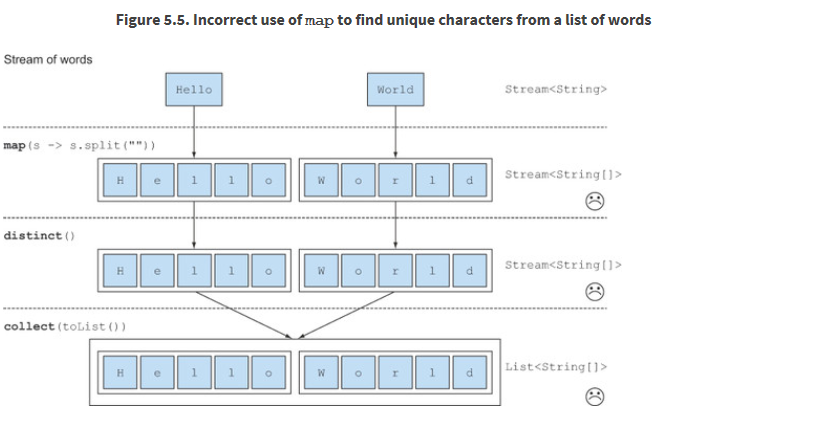 Figure 5.5. Incorrect use of map to find unique characters from a list of words
Stream of words
Hello World Stream<String>
map(s -> s.split(""))
H e l l o W o r l d Stream<String[]>
distinct()
H e l l o W o r l d Stream<String[]>
collect(toList())
H e l l o W o r l d List<String[]>